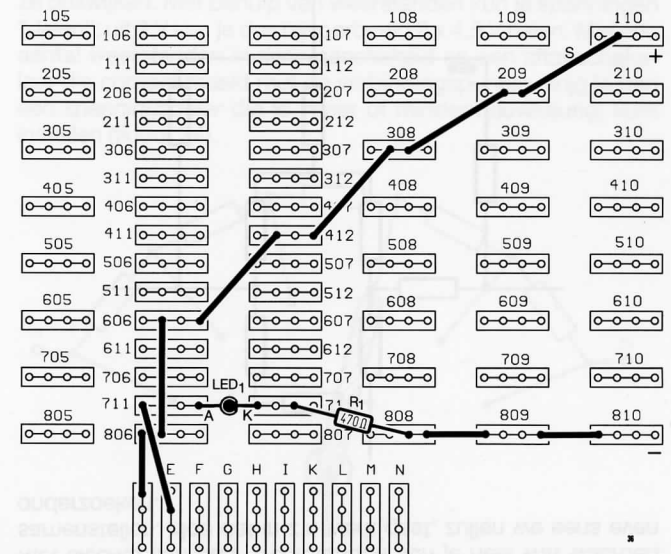 108 109 110
105 106 107
S
+
111 112
205 206 207 208 209 210
211 212
305 306 307 308 309 310
311 312
405 406 408 409 410
411 412
505 506 507 508 509 510
511 512
605 606 607 608 609 610
611 612
705 706 707 708 709 710
LED1
711 A K R1
470Ω
805 806 807 808 809 810
−
E F G H I K L M N